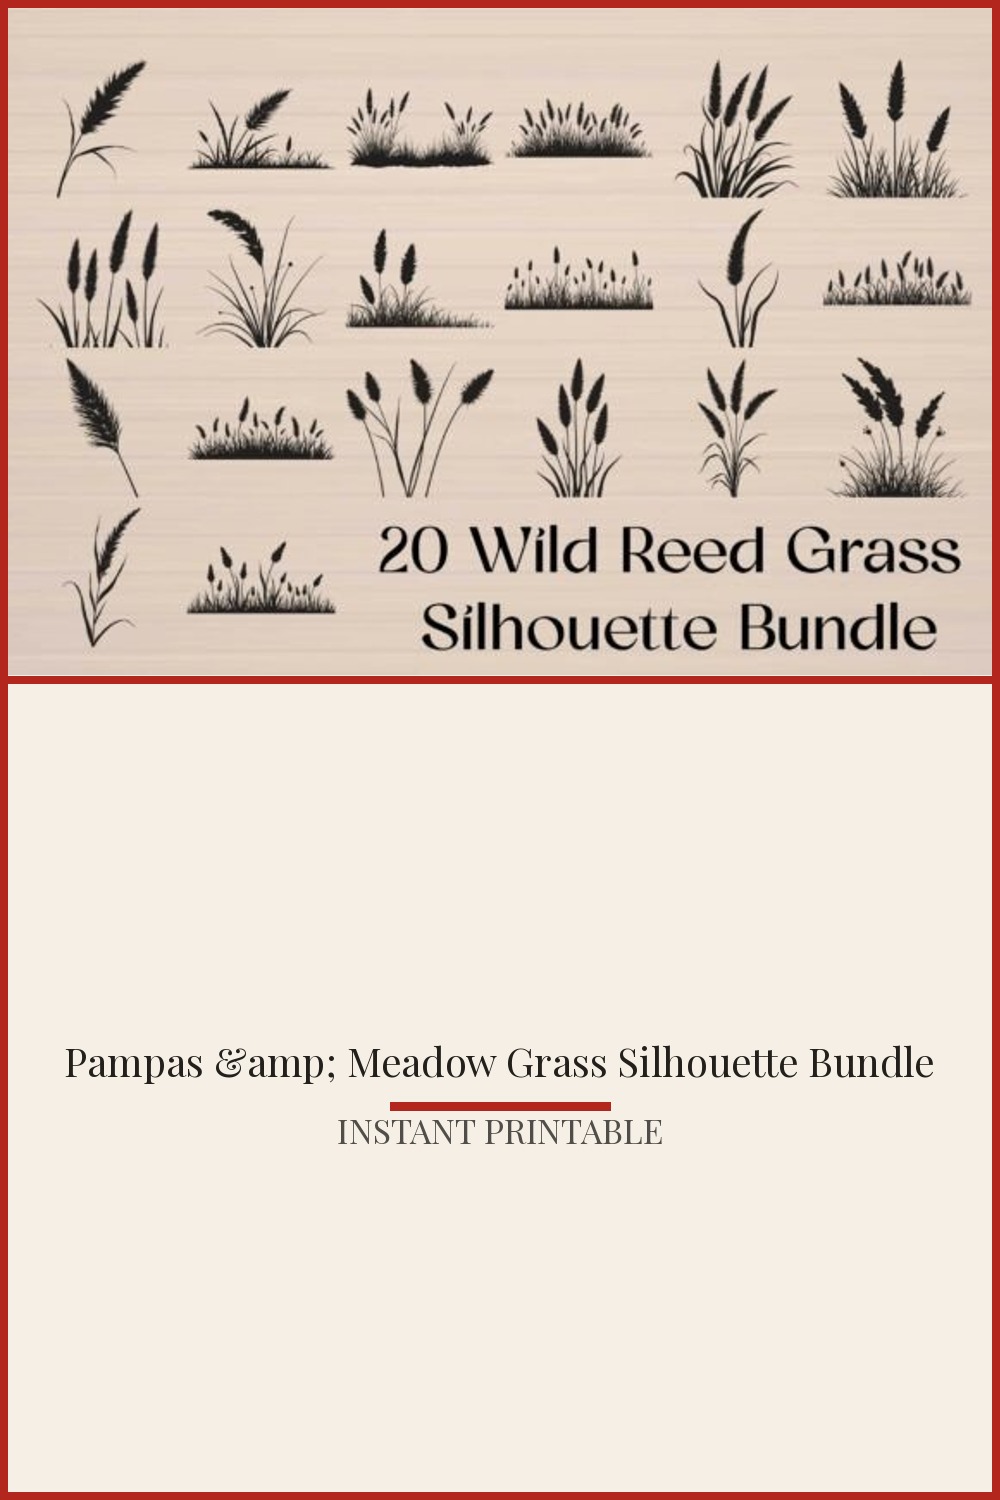 20 Wild Reed Grass
Silhouette Bundle
Pampas &amp; Meadow Grass Silhouette Bundle
INSTANT PRINTABLE